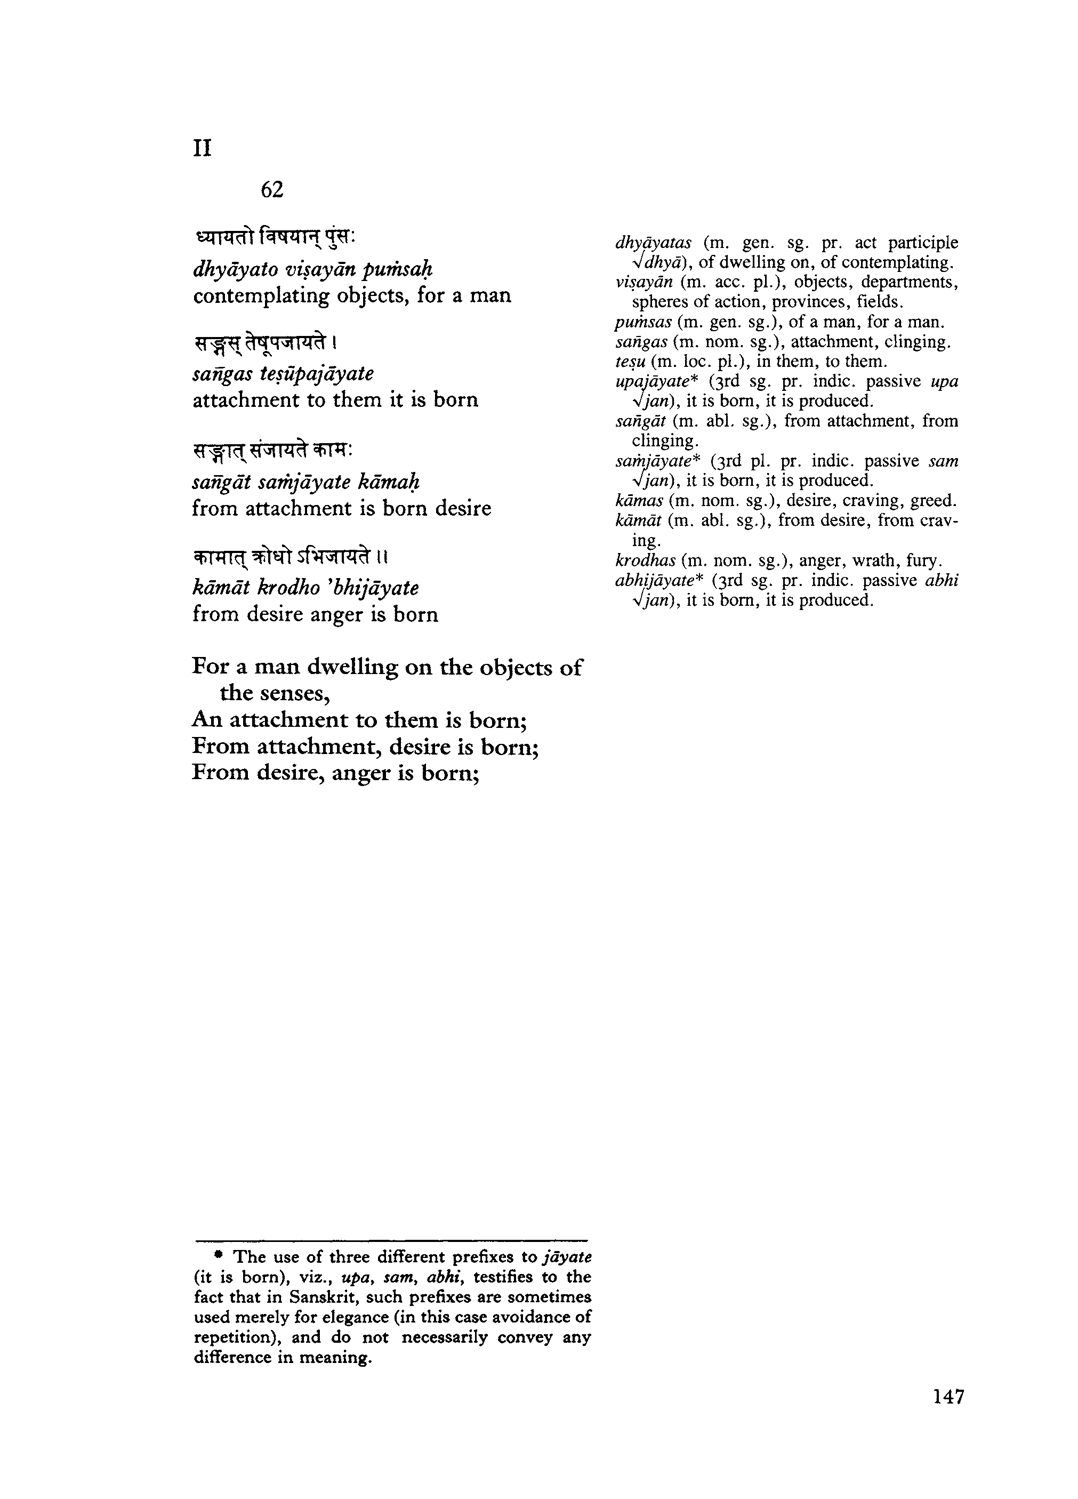 II
62
ध्यायतो विषयान् पुंसः
dhyāyato viṣayān puṁsaḥ
contemplating objects, for a man
सङ्गस् तेषूपजायते ।
san̄gas teṣūpajāyate
attachment to them it is born
सङ्गात् संजायते कामः
san̄gāt saṁjāyate kāmaḥ
from attachment is born desire
कामात् क्रोधो ऽभिजायते ॥
kāmāt krodho 'bhijāyate
from desire anger is born
For a man dwelling on the objects of
the senses,
An attachment to them is born;
From attachment, desire is born;
From desire, anger is born;
dhyāyatas (m. gen. sg. pr. act participle
√dhyā), of dwelling on, of contemplating.
viṣayān (m. acc. pl.), objects, departments,
spheres of action, provinces, fields.
puṁsas (m. gen. sg.), of a man, for a man.
san̄gas (m. nom. sg.), attachment, clinging.
teṣu (m. loc. pl.), in them, to them.
upajāyate* (3rd sg. pr. indic. passive upa
√jan), it is born, it is produced.
san̄gāt (m. abl. sg.), from attachment, from
clinging.
saṁjāyate* (3rd pl. pr. indic. passive sam
√jan), it is born, it is produced.
kāmas (m. nom. sg.), desire, craving, greed.
kāmāt (m. abl. sg.), from desire, from crav-
ing.
krodhas (m. nom. sg.), anger, wrath, fury.
abhijāyate* (3rd sg. pr. indic. passive abhi
√jan), it is born, it is produced.
* The use of three different prefixes to jāyate
(it is born), viz., upa, sam, abhi, testifies to the
fact that in Sanskrit, such prefixes are sometimes
used merely for elegance (in this case avoidance of
repetition), and do not necessarily convey any
difference in meaning.
147